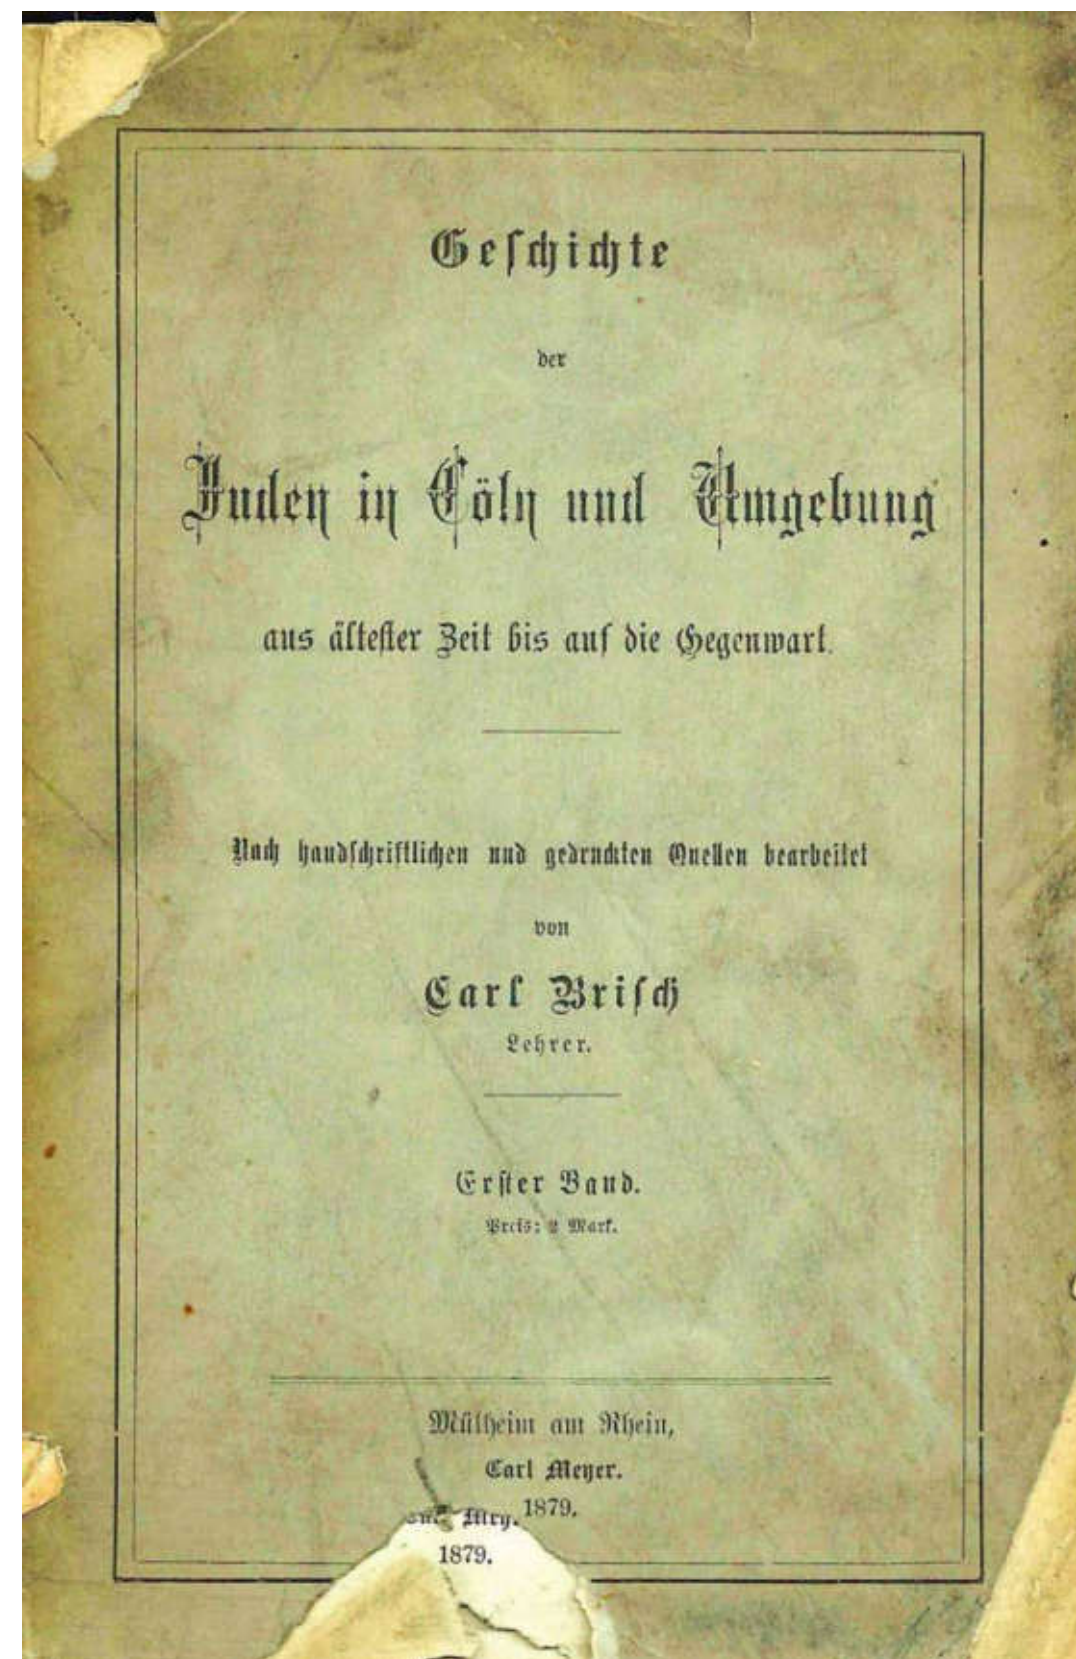 Geschichte
der
Juden in Cöln und Umgebung
aus ältester Zeit bis auf die Gegenwart.
Nach handschriftlichen und gedruckten Quellen bearbeitet
von
Carl Brisch
Lehrer.
Erster Band.
Preis: 2 Mark.
Mülheim am Rhein,
Carl Meyer.
1879.
1879.